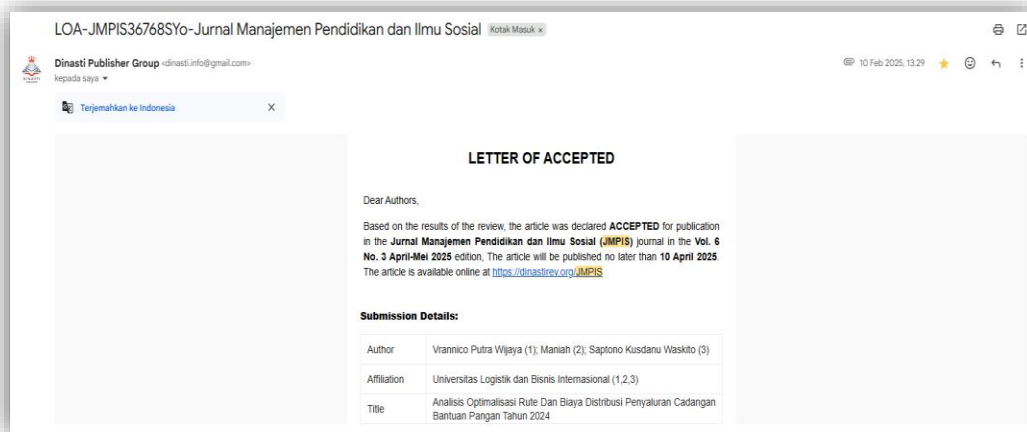 LOA-JMPIS36768SYo-Jurnal Manajemen Pendidikan dan Ilmu Sosial Kotak Masuk x
Dinasti Publisher Group <dinasti.info@gmail.com> 10 Feb 2025, 13.29
kepada saya
Terjemahkan ke Indonesia X
LETTER OF ACCEPTED
Dear Authors,
Based on the results of the review, the article was declared ACCEPTED for publication
in the Jurnal Manajemen Pendidikan dan Ilmu Sosial (JMPIS) journal in the Vol. 6
No. 3 April-Mei 2025 edition, The article will be published no later than 10 April 2025.
The article is available online at https://dinastirev.org/JMPIS
Submission Details:
Author Vrannico Putra Wijaya (1); Maniah (2); Saptono Kusdanu Waskito (3)
Affiliation Universitas Logistik dan Bisnis Internasional (1,2,3)
Title Analisis Optimalisasi Rute Dan Biaya Distribusi Penyaluran Cadangan
Bantuan Pangan Tahun 2024